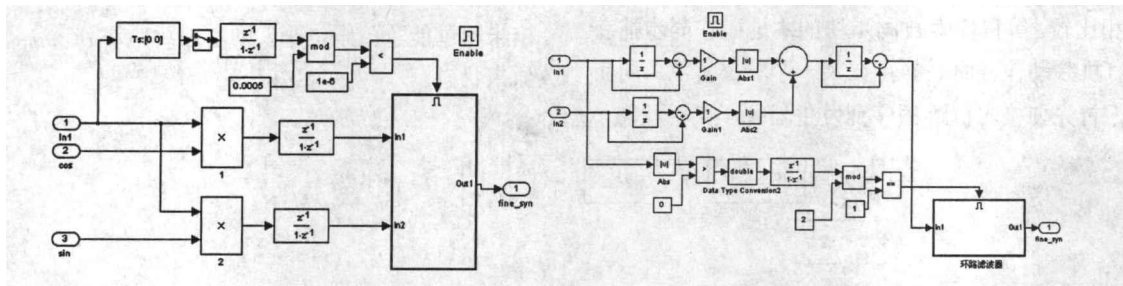 Ts:[0 0]
z⁻¹
1-z⁻¹
mod
<
Enable
0.0005
1e-6
1
In1
2
cos
×
1
z⁻¹
1-z⁻¹
In1
Out1
1
fine_syn
3
sin
×
2
z⁻¹
1-z⁻¹
In2
Enable
1
In1
1
z
1
Gain
|u|
Abs1
1
z
2
In2
1
z
1
Gain1
|u|
Abs2
|u|
Abs
>
0
double
Data Type Conversion2
z⁻¹
1-z⁻¹
mod
2
1
In1
Out1
环路滤波器
1
fine_syn